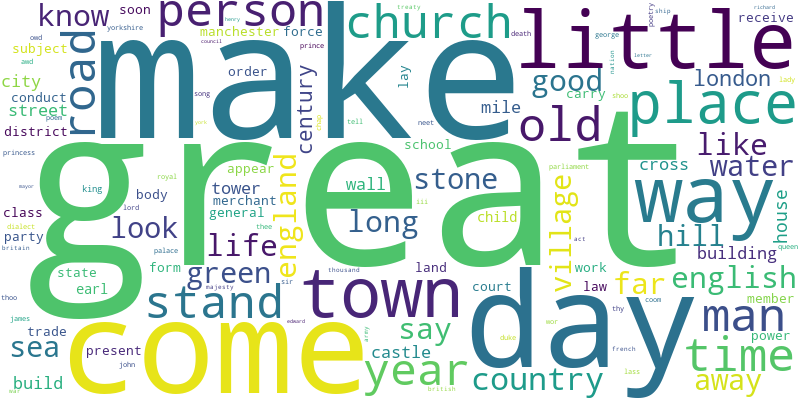 know soon person make church little
owd henry treaty yorkshire manchester force prince council death george poetry ship richard receive
subject awd road order lay good london
city conduct song century mile carry nation letter shoe lady place
street poem york chap tell neet old
district great school like
princess appear england cross water
mayor king royal tower wall stone parliament way house
class body merchant general child village
party lord dialect thee iii long act hill queen
britain palace look life building
state form green land far work english
earl thousand court law member
thoo majesty sir town day thy coom man
james trade stand edward say army duke wor power
sea present castle french time
build john come year country lass away
war british